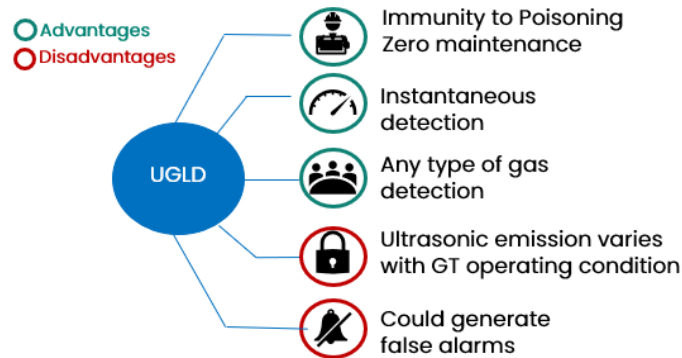 Advantages
Disadvantages
UGLD
Immunity to Poisoning
Zero maintenance
Instantaneous
detection
Any type of gas
detection
Ultrasonic emission varies
with GT operating condition
Could generate
false alarms